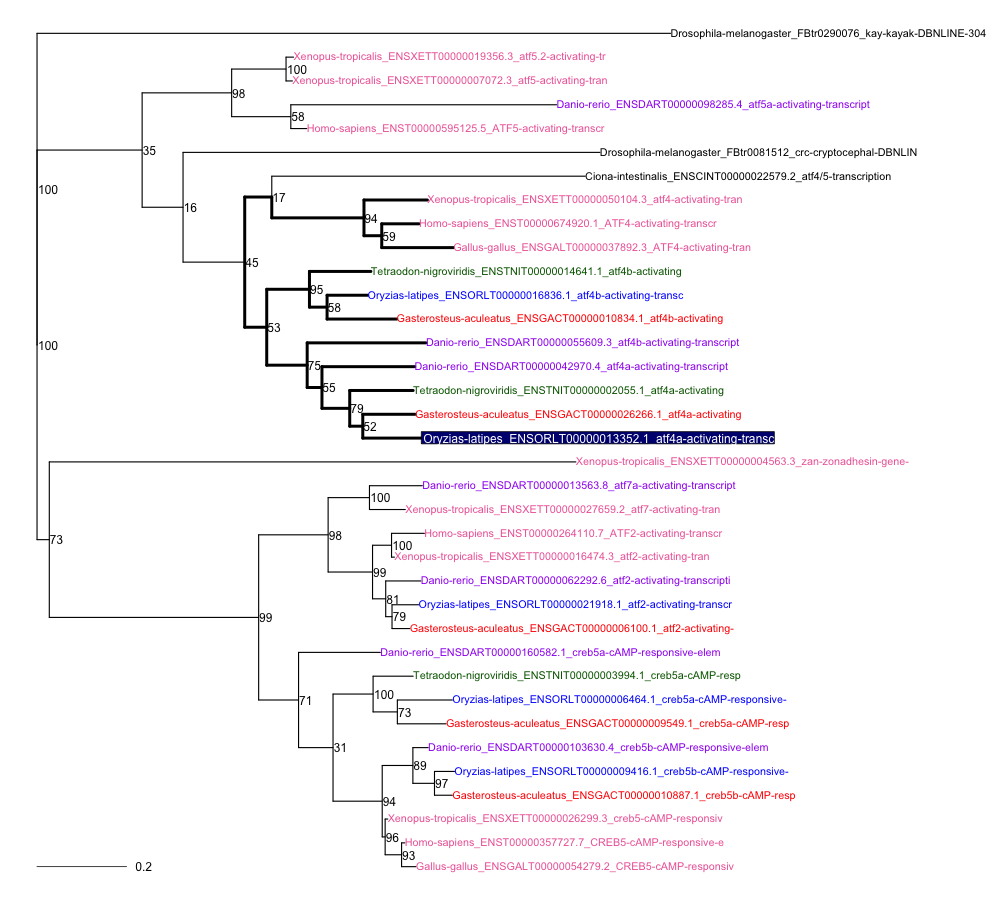 Drosophila-melanogaster_FBtr0290076_kay-kayak-DBNLINE-304
Xenopus-tropicalis_ENSXETT00000019356.3_atf5.2-activating-tr
100
Xenopus-tropicalis_ENSXETT00000007072.3_atf5-activating-tran
98
Danio-rerio_ENSDART00000098285.4_atf5a-activating-transcript
58
Homo-sapiens_ENST00000595125.5_ATF5-activating-transcr
35
Drosophila-melanogaster_FBtr0081512_crc-cryptocephal-DBNLIN
Ciona-intestinalis_ENSCINT00000022579.2_atf4/5-transcription
100
17
Xenopus-tropicalis_ENSXETT00000050104.3_atf4-activating-tran
16
94
Homo-sapiens_ENST00000674920.1_ATF4-activating-transcr
59
Gallus-gallus_ENSGALT00000037892.3_ATF4-activating-tran
45
Tetraodon-nigroviridis_ENSTNIT00000014641.1_atf4b-activating
95
Oryzias-latipes_ENSORLT00000016836.1_atf4b-activating-transc
58
Gasterosteus-aculeatus_ENSGACT00000010834.1_atf4b-activating
53
Danio-rerio_ENSDART00000055609.3_atf4b-activating-transcript
100
75
Danio-rerio_ENSDART00000042970.4_atf4a-activating-transcript
55
Tetraodon-nigroviridis_ENSTNIT00000002055.1_atf4a-activating
79
Gasterosteus-aculeatus_ENSGACT00000026266.1_atf4a-activating
52
Oryzias-latipes_ENSORLT00000013352.1_atf4a-activating-transc
Xenopus-tropicalis_ENSXETT00000004563.3_zan-zonadhesin-gene-
Danio-rerio_ENSDART00000013563.8_atf7a-activating-transcript
100
Xenopus-tropicalis_ENSXETT00000027659.2_atf7-activating-tran
73
98
Homo-sapiens_ENST00000264110.7_ATF2-activating-transcr
100
Xenopus-tropicalis_ENSXETT00000016474.3_atf2-activating-tran
99
Danio-rerio_ENSDART00000062292.6_atf2-activating-transcripti
81
Oryzias-latipes_ENSORLT00000021918.1_atf2-activating-transcr
79
Gasterosteus-aculeatus_ENSGACT00000006100.1_atf2-activating-
99
Danio-rerio_ENSDART00000160582.1_creb5a-cAMP-responsive-elem
Tetraodon-nigroviridis_ENSTNIT00000003994.1_creb5a-cAMP-resp
100
71
Oryzias-latipes_ENSORLT00000006464.1_creb5a-cAMP-responsive-
73
Gasterosteus-aculeatus_ENSGACT00000009549.1_creb5a-cAMP-resp
31
Danio-rerio_ENSDART00000103630.4_creb5b-cAMP-responsive-elem
89
Oryzias-latipes_ENSORLT00000009416.1_creb5b-cAMP-responsive-
97
Gasterosteus-aculeatus_ENSGACT00000010887.1_creb5b-cAMP-resp
94
Xenopus-tropicalis_ENSXETT00000026299.3_creb5-cAMP-responsiv
96
Homo-sapiens_ENST00000357727.7_CREB5-cAMP-responsive-e
93
Gallus-gallus_ENSGALT00000054279.2_CREB5-cAMP-responsiv
0.2